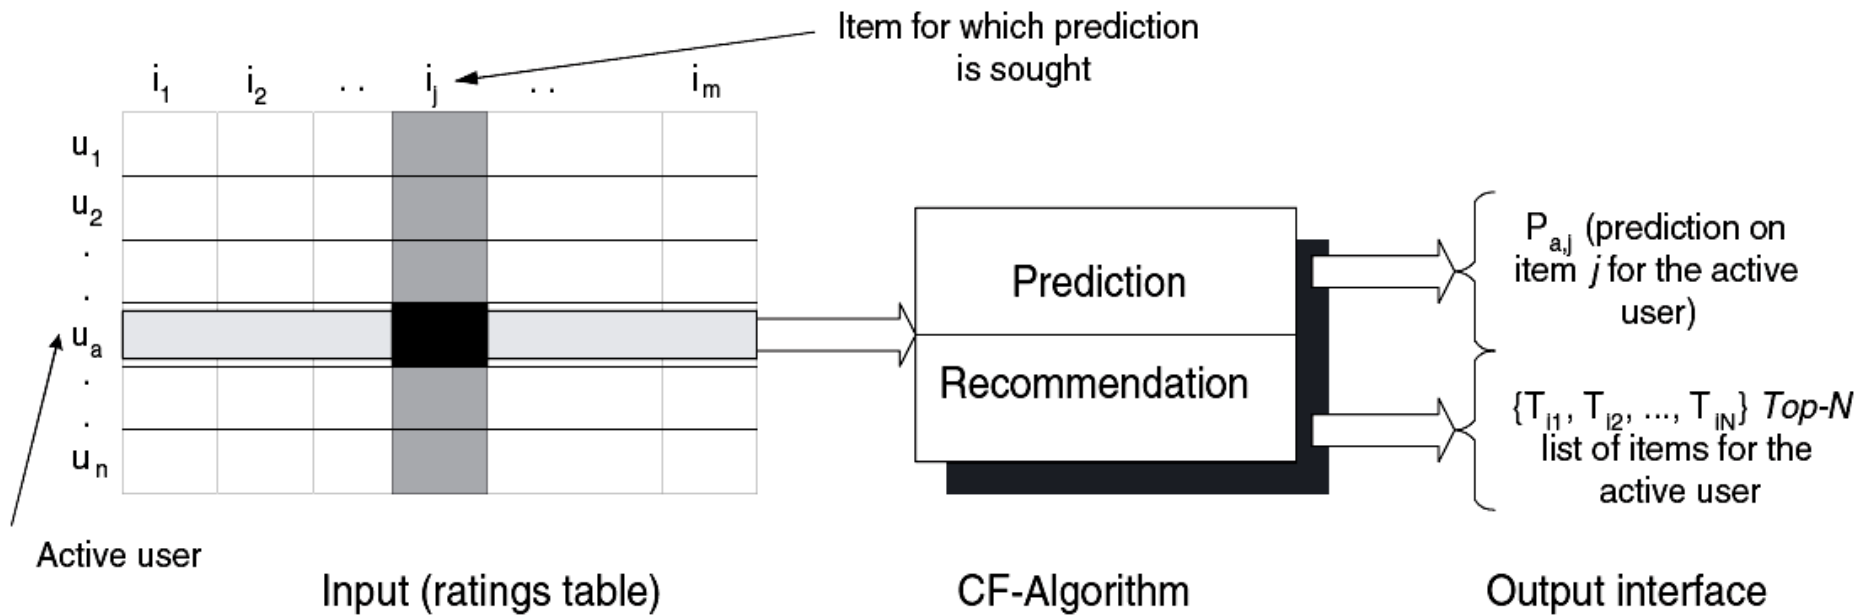 Item for which prediction
is sought
i1 i2 . . ij . . im
u1
u2
.
.
ua
.
.
un
Active user
Input (ratings table)
Prediction
Recommendation
CF-Algorithm
Pa,j (prediction on
item j for the active
user)
{Ti1, Ti2, ..., TiN} Top-N
list of items for the
active user
Output interface